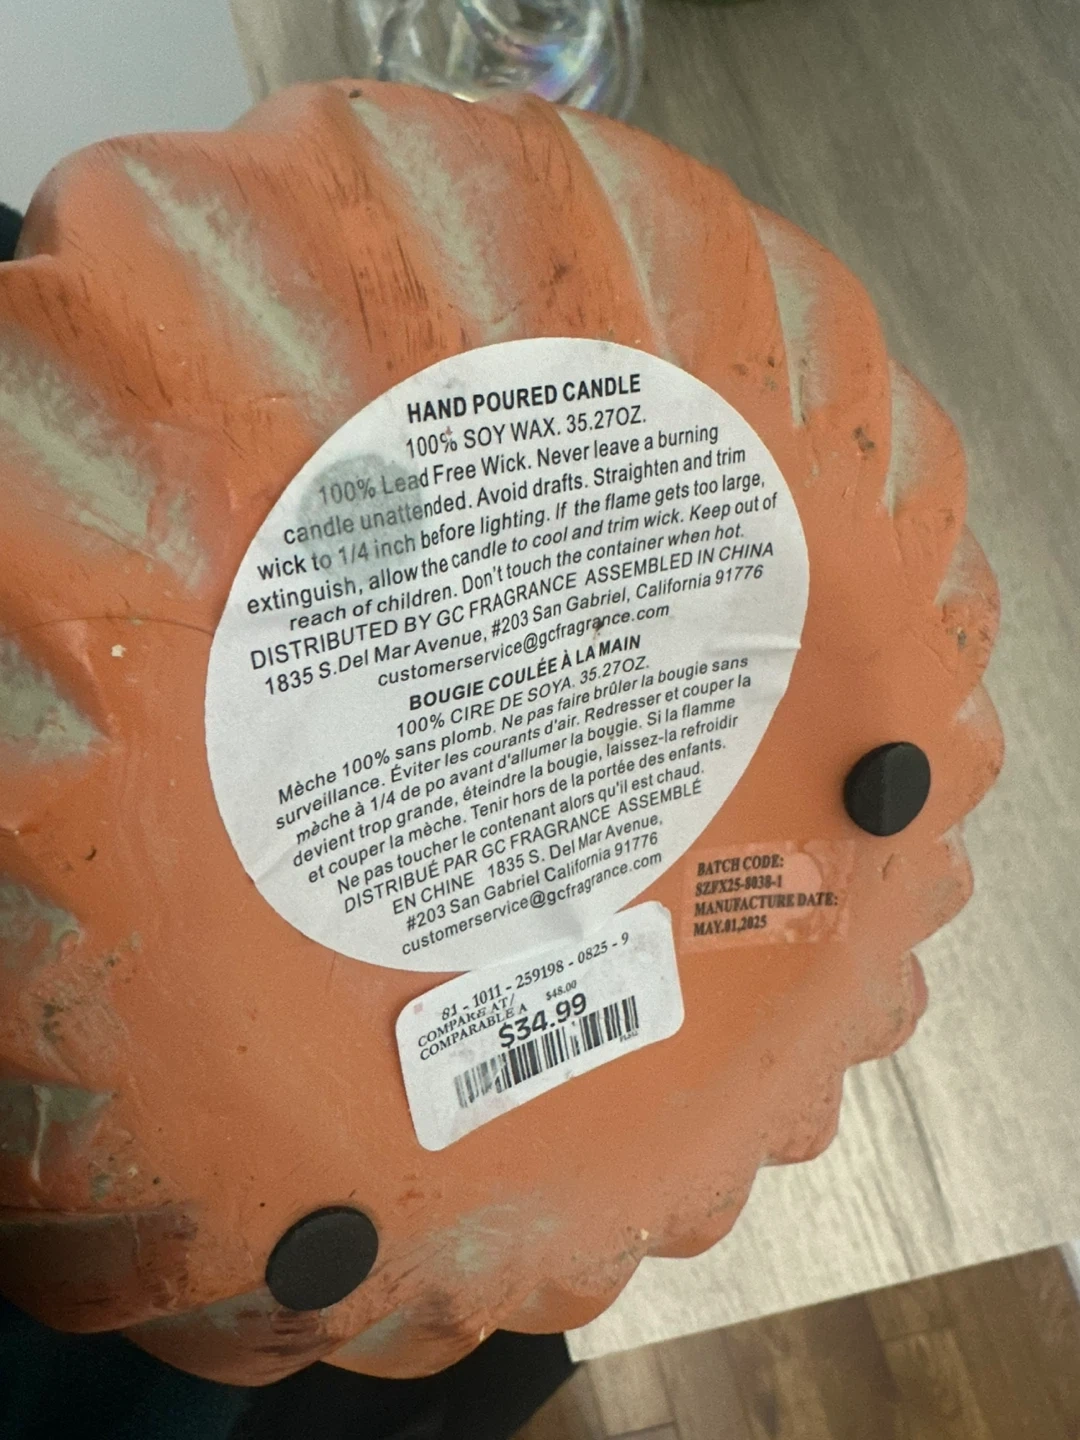 HAND POURED CANDLE
100% SOY WAX. 35.27OZ.
100% Lead Free Wick. Never leave a burning
candle unattended. Avoid drafts. Straighten and trim
wick to 1/4 inch before lighting. If the flame gets too large,
extinguish, allow the candle to cool and trim wick. Keep out of
reach of children. Don't touch the container when hot.
DISTRIBUTED BY GC FRAGRANCE ASSEMBLED IN CHINA
1835 S.Del Mar Avenue, #203 San Gabriel, California 91776
customerservice@gcfragrance.com
BOUGIE COULÉE À LA MAIN
100% CIRE DE SOYA. 35.27OZ.
Mèche 100% sans plomb. Ne pas faire brûler la bougie sans
surveillance. Éviter les courants d'air. Redresser et couper la
mèche à 1/4 de po avant d'allumer la bougie. Si la flamme
devient trop grande, éteindre la bougie, laissez-la refroidir
et couper la mèche. Tenir hors de la portée des enfants.
Ne pas toucher le contenant alors qu'il est chaud.
DISTRIBUÉ PAR GC FRAGRANCE ASSEMBLÉ
EN CHINE 1835 S. Del Mar Avenue,
#203 San Gabriel California 91776
customerservice@gcfragrance.com
BATCH CODE:
SZFX25-8038-1
MANUFACTURE DATE:
MAY.01,2025
81 - 1011 - 259198 - 0825 - 9
COMPARE AT/
COMPARABLE A $48.00
$34.99